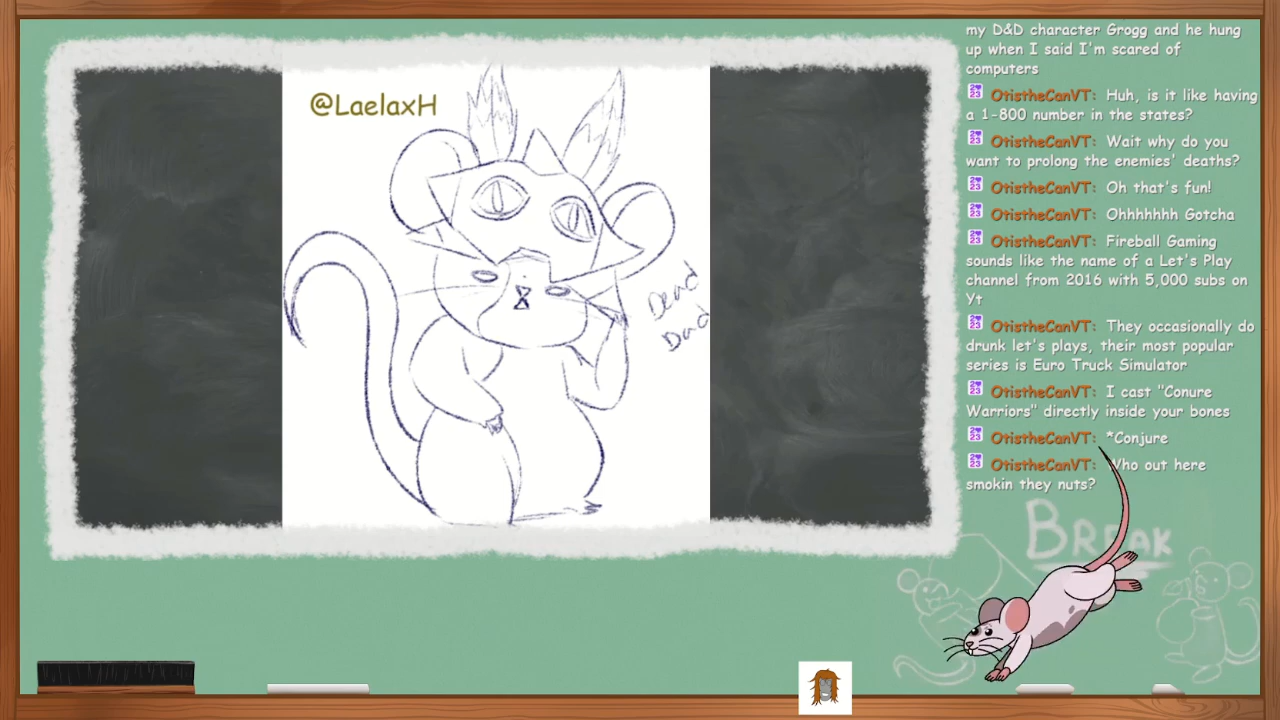 @LaelaxH
Dead
Dad
my D&D character Grogg and he hung
up when I said I'm scared of
computers
OtistheCanVT: Huh, is it like having
a 1-800 number in the states?
OtistheCanVT: Wait why do you
want to prolong the enemies' deaths?
OtistheCanVT: Oh that's fun!
OtistheCanVT: Ohhhhhhh Gotcha
OtistheCanVT: Fireball Gaming
sounds like the name of a Let's Play
channel from 2016 with 5,000 subs on
Yt
OtistheCanVT: They occasionally do
drunk let's plays, their most popular
series is Euro Truck Simulator
OtistheCanVT: I cast "Conure
Warriors" directly inside your bones
OtistheCanVT: *Conjure
OtistheCanVT: Who out here
smokin they nuts?
BREAK